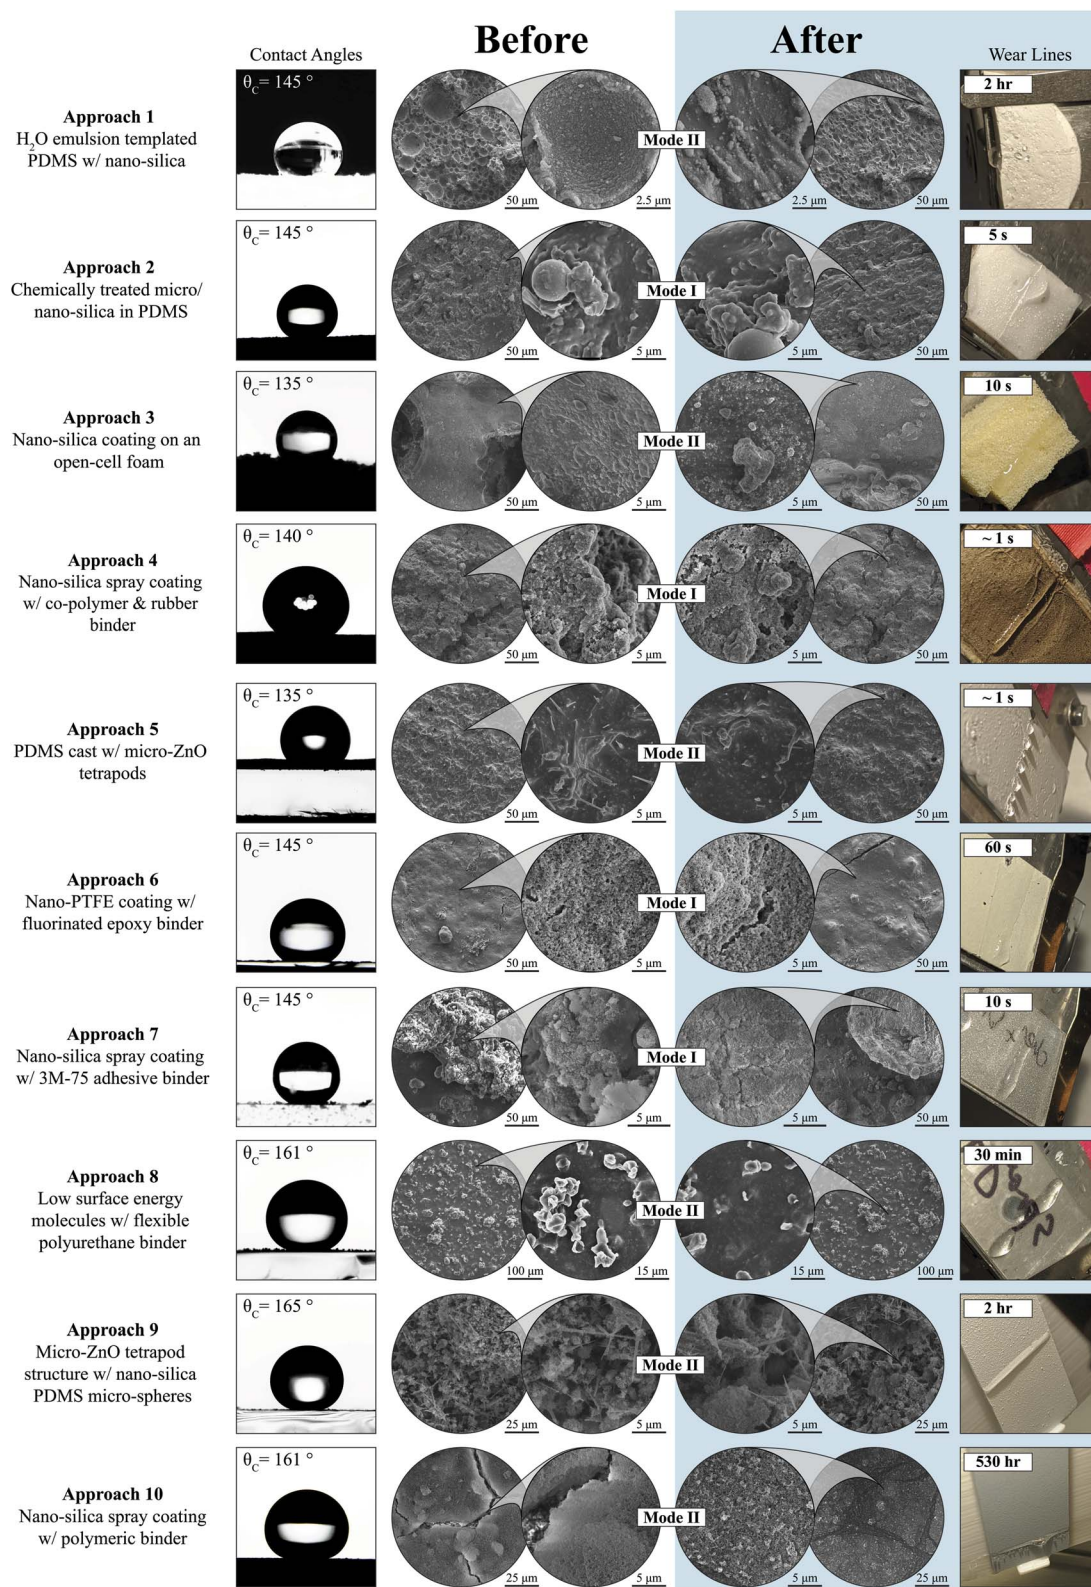 Before
After
Contact Angles
Wear Lines
Approach 1
H₂O emulsion templated
PDMS w/ nano-silica
θC= 145 °
50 μm
2.5 μm
Mode II
2.5 μm
50 μm
2 hr
Approach 2
Chemically treated micro/
nano-silica in PDMS
θC= 145 °
50 μm
5 μm
Mode I
5 μm
50 μm
5 s
Approach 3
Nano-silica coating on an
open-cell foam
θC= 135 °
50 μm
5 μm
Mode II
5 μm
50 μm
10 s
Approach 4
Nano-silica spray coating
w/ co-polymer & rubber
binder
θC= 140 °
50 μm
5 μm
Mode I
5 μm
50 μm
~ 1 s
Approach 5
PDMS cast w/ micro-ZnO
tetrapods
θC= 135 °
50 μm
5 μm
Mode II
5 μm
50 μm
~ 1 s
Approach 6
Nano-PTFE coating w/
fluorinated epoxy binder
θC= 145 °
50 μm
5 μm
Mode I
5 μm
50 μm
60 s
Approach 7
Nano-silica spray coating
w/ 3M-75 adhesive binder
θC= 145 °
50 μm
5 μm
Mode I
5 μm
50 μm
10 s
Approach 8
Low surface energy
molecules w/ flexible
polyurethane binder
θC= 161 °
100 μm
15 μm
Mode II
15 μm
100 μm
30 min
Approach 9
Micro-ZnO tetrapod
structure w/ nano-silica
PDMS micro-spheres
θC= 165 °
25 μm
5 μm
Mode II
5 μm
25 μm
2 hr
Approach 10
Nano-silica spray coating
w/ polymeric binder
θC= 161 °
25 μm
5 μm
Mode II
5 μm
25 μm
530 hr